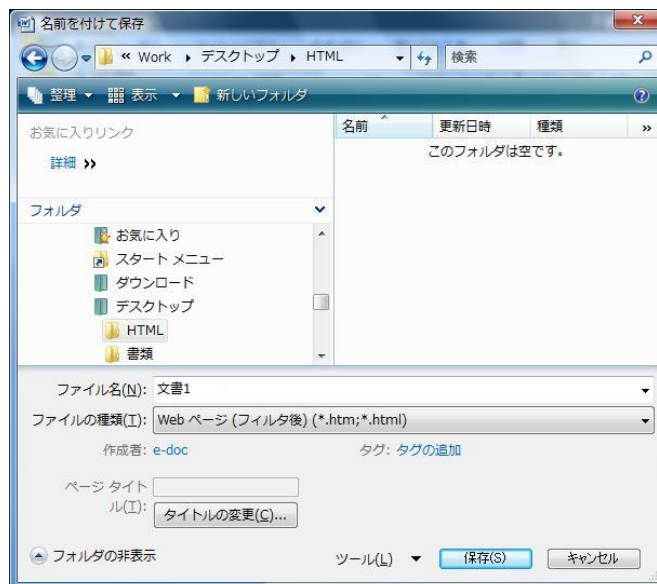 名前を付けて保存
« Work ▸ デスクトップ ▸ HTML 検索
整理 表示 新しいフォルダ
お気に入りリンク
詳細 »
名前 更新日時 種類 »
このフォルダは空です。
フォルダ
お気に入り
スタート メニュー
ダウンロード
デスクトップ
HTML
書類
ファイル名(N): 文書1
ファイルの種類(T): Web ページ (フィルタ後) (*.htm;*.html)
作成者: e-doc タグ: タグの追加
ページ タイト
ル(I):
タイトルの変更(C)...
フォルダの非表示 ツール(L) 保存(S) キャンセル